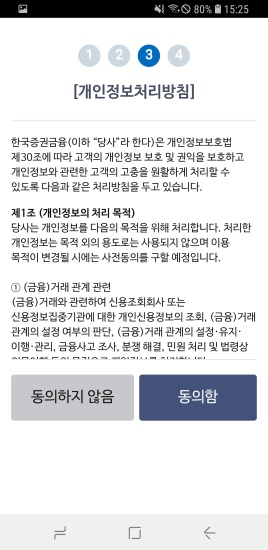 80% 15:25
1 2 3 4
[개인정보처리방침]
한국증권금융(이하 "당사"라 한다)은 개인정보보호법
제30조에 따라 고객의 개인정보 보호 및 권익을 보호하고
개인정보와 관련한 고객의 고충을 원활하게 처리할 수
있도록 다음과 같은 처리방침을 두고 있습니다.
제1조 (개인정보의 처리 목적)
당사는 개인정보를 다음의 목적을 위해 처리합니다. 처리한
개인정보는 목적 외의 용도로는 사용되지 않으며 이용
목적이 변경될 시에는 사전동의를 구할 예정입니다.
① (금융)거래 관계 관련
(금융)거래와 관련하여 신용조회회사 또는
신용정보집중기관에 대한 개인신용정보의 조회, (금융)거래
관계의 설정 여부의 판단, (금융)거래 관계의 설정·유지·
이행·관리, 금융사고 조사, 분쟁 해결, 민원 처리 및 법령상
동의하지 않음 동의함